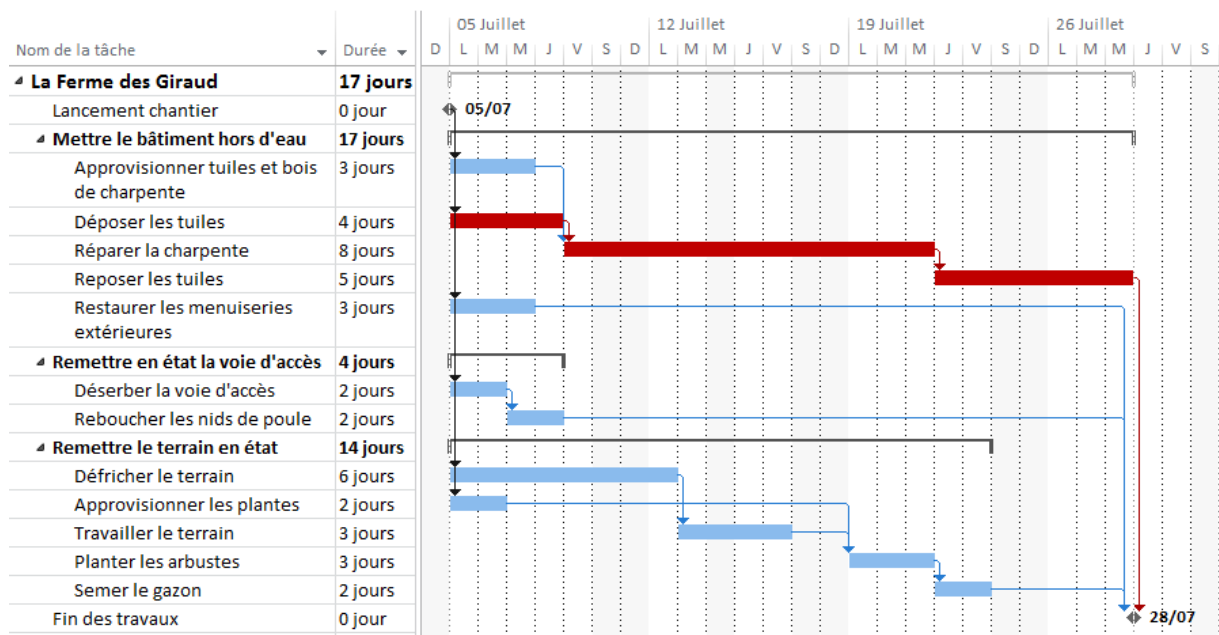 05 Juillet 12 Juillet 19 Juillet 26 Juillet
Nom de la tâche Durée D L M M J V S D L M M J V S D L M M J V S D L M M J V S
La Ferme des Giraud 17 jours
Lancement chantier 0 jour 05/07
Mettre le bâtiment hors d'eau 17 jours
Approvisionner tuiles et bois 3 jours
de charpente
Déposer les tuiles 4 jours
Réparer la charpente 8 jours
Reposer les tuiles 5 jours
Restaurer les menuiseries 3 jours
extérieures
Remettre en état la voie d'accès 4 jours
Déserber la voie d'accès 2 jours
Reboucher les nids de poule 2 jours
Remettre le terrain en état 14 jours
Défricher le terrain 6 jours
Approvisionner les plantes 2 jours
Travailler le terrain 3 jours
Planter les arbustes 3 jours
Semer le gazon 2 jours
Fin des travaux 0 jour 28/07